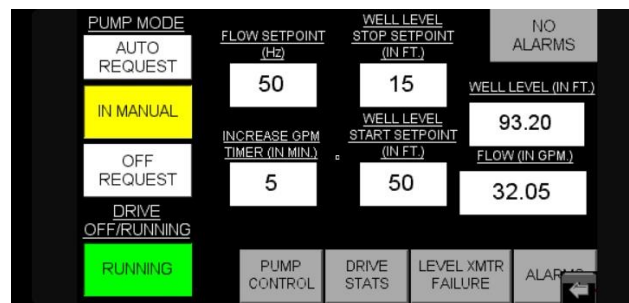 PUMP MODE
AUTO
REQUEST
IN MANUAL
OFF
REQUEST
DRIVE
OFF/RUNNING
RUNNING
FLOW SETPOINT
(Hz)
50
INCREASE GPM
TIMER (IN MIN.)
5
WELL LEVEL
STOP SETPOINT
(IN FT.)
15
WELL LEVEL
START SETPOINT
(IN FT.)
50
NO
ALARMS
WELL LEVEL (IN FT.)
93.20
FLOW (IN GPM.)
32.05
PUMP
CONTROL
DRIVE
STATS
LEVEL XMTR
FAILURE
ALARMS